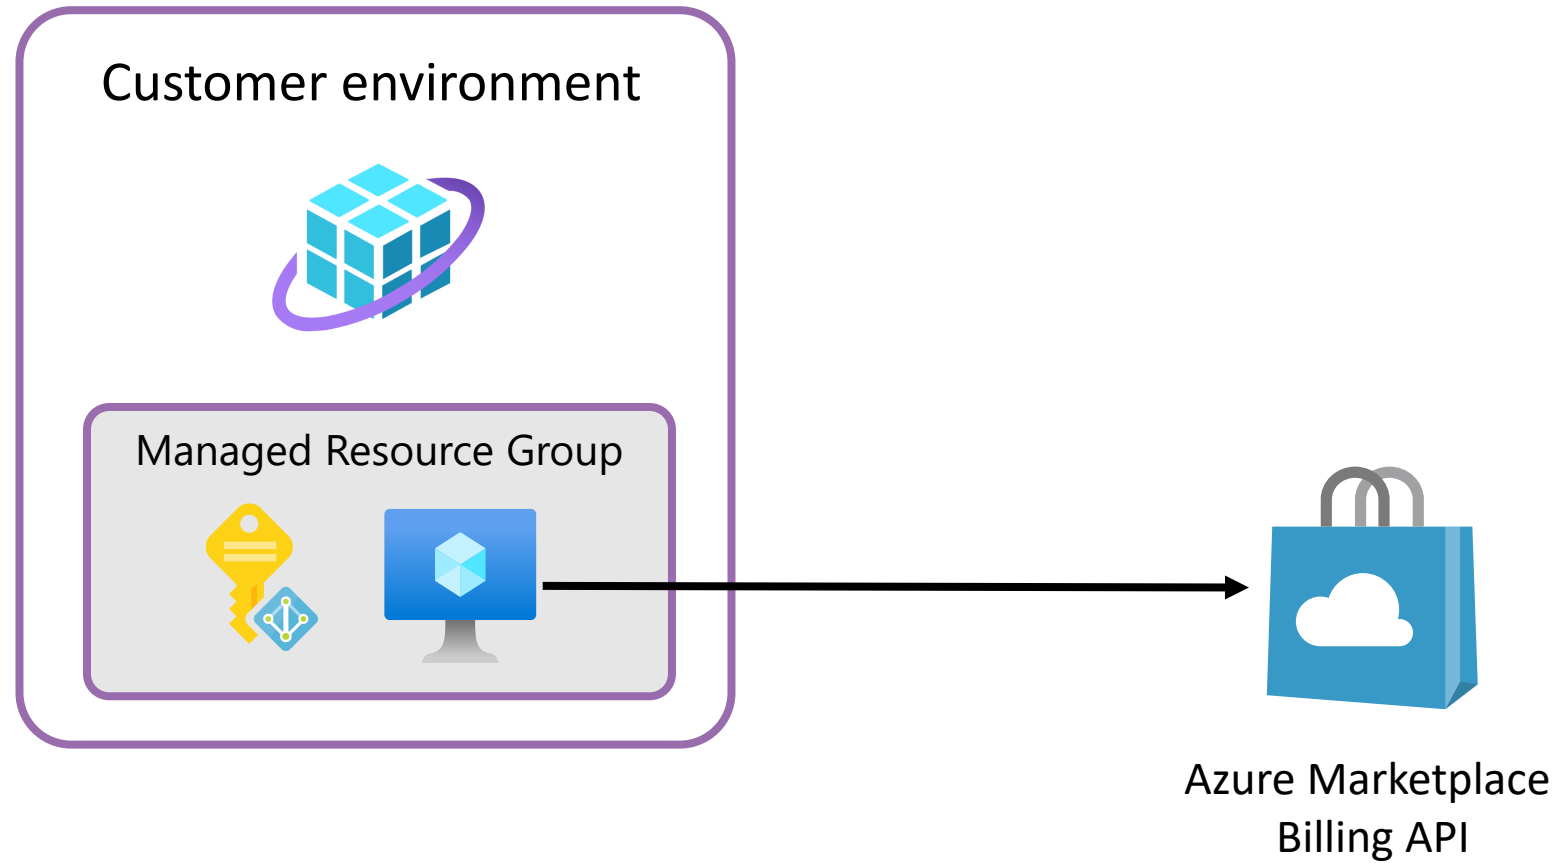 Customer environment
Managed Resource Group
Azure Marketplace
Billing API